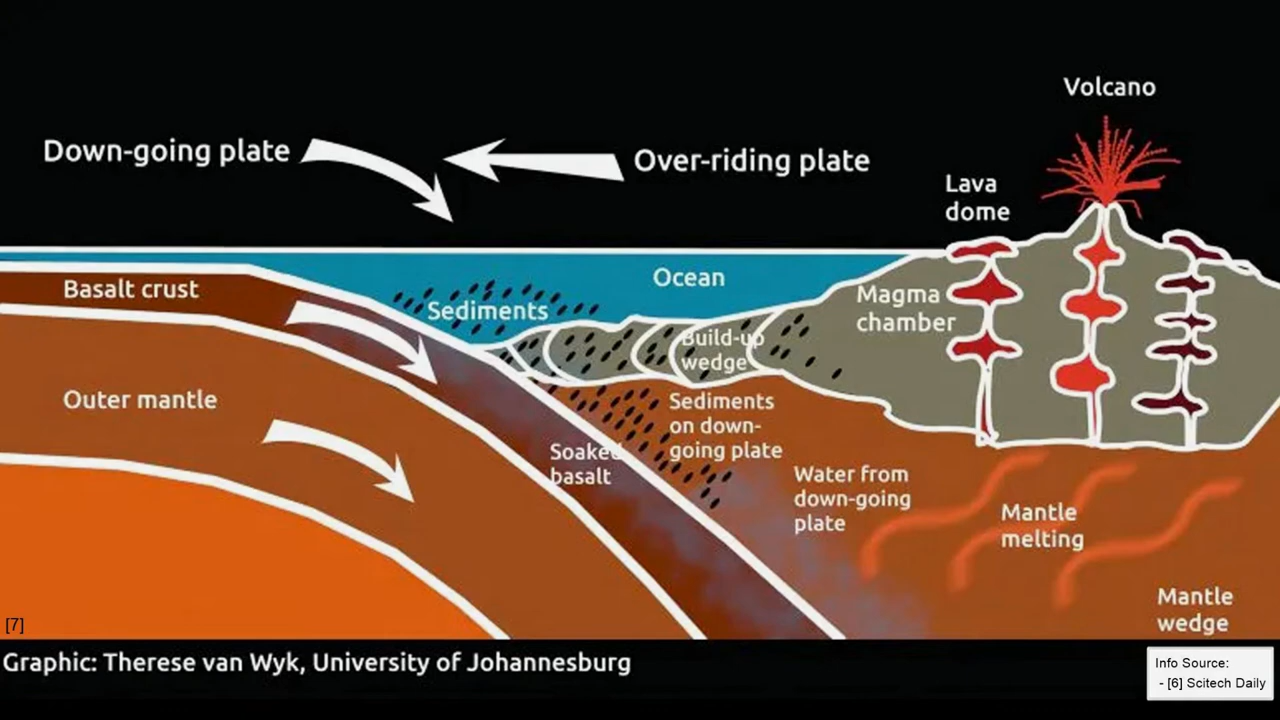 Volcano
Down-going plate
Over-riding plate
Lava
dome
Ocean
Basalt crust
Sediments
Magma
chamber
Build-up
wedge
Outer mantle
Sediments
on down-
going plate
Soaked
basalt
Water from
down-going
plate
Mantle
melting
Mantle
wedge
[7]
Graphic: Therese van Wyk, University of Johannesburg
Info Source:
- [6] Scitech Daily